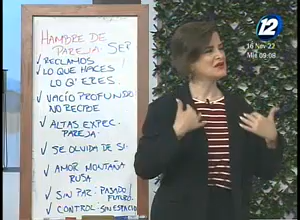 HAMBRE DE
PAREJA: SER
✓ RECLAMOS
✓ LO QUE HACES
LO Q' ERES.
✓ VACÍO PROFUNDO
NO RECIBE
✓ ALTAS EXPEC.
PAREJA.
✓ SE OLVIDA DE SI.
✓ AMOR MONTAÑA
RUSA
✓ SIN PAZ: PASADO
FUTURO.
✓ CONTROL: SIN ESPACIO
12
16 Nov 22
Mié 09:08